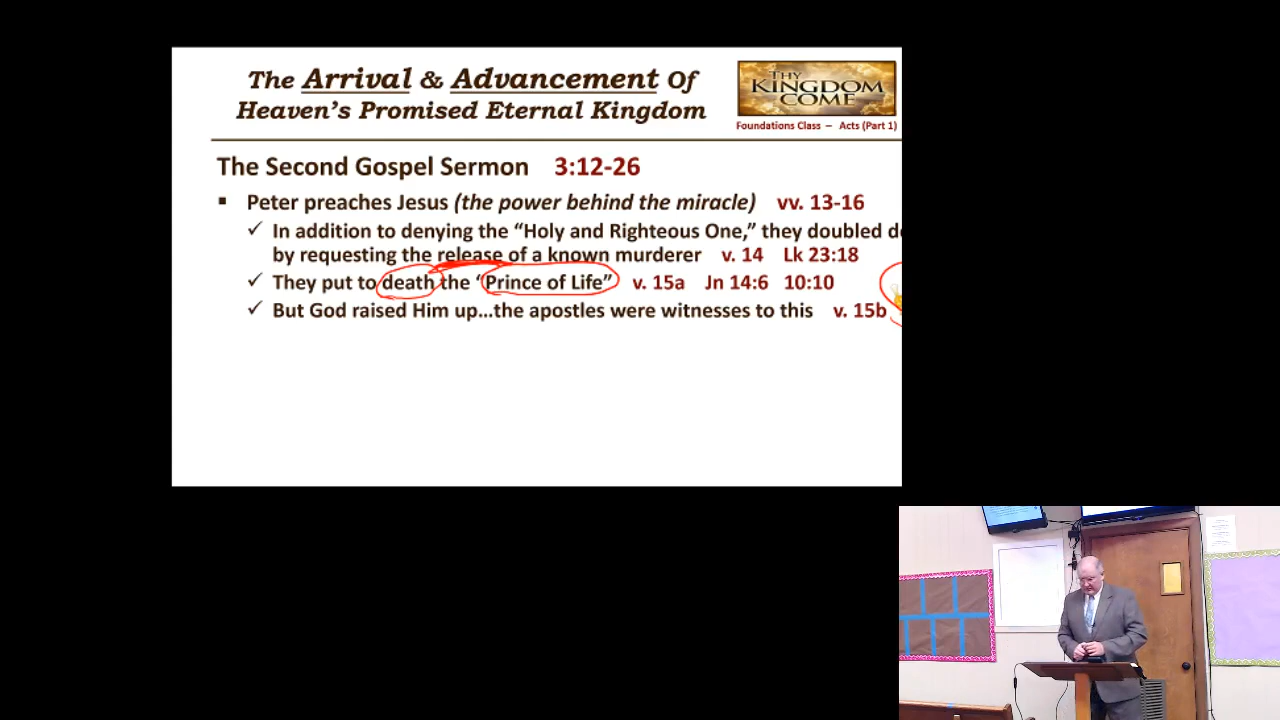 The Arrival & Advancement Of
Heaven's Promised Eternal Kingdom
THY
KINGDOM
COME
Foundations Class – Acts (Part 1)
The Second Gospel Sermon 3:12-26
▪ Peter preaches Jesus (the power behind the miracle) vv. 13-16
✓ In addition to denying the “Holy and Righteous One,” they doubled
by requesting the release of a known murderer v. 14 Lk 23:18
✓ They put to death the ‘Prince of Life” v. 15a Jn 14:6 10:10
✓ But God raised Him up...the apostles were witnesses to this v. 15b